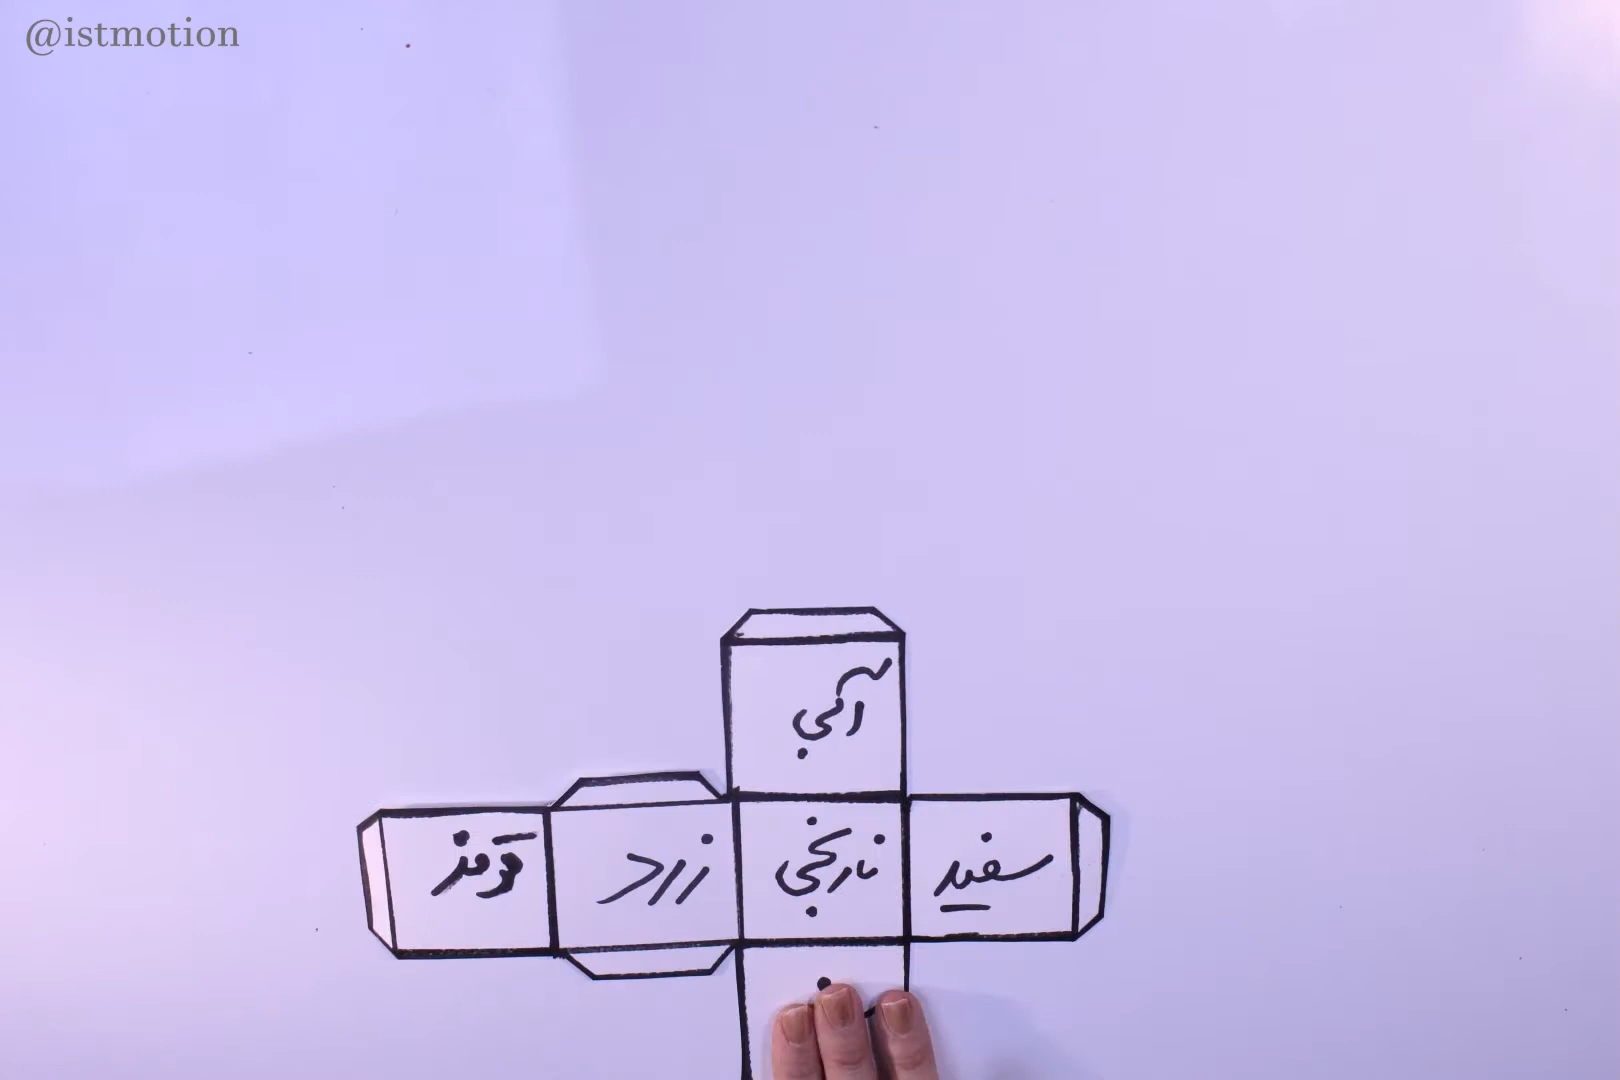 @istmotion
آبی
قرمز زرد نارنجی سفید